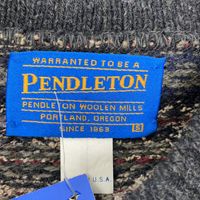 WARRANTED TO BE A
PENDLETON
PENDLETON WOOLEN MILLS
PORTLAND, OREGON
SINCE 1863 S
U.S.A.